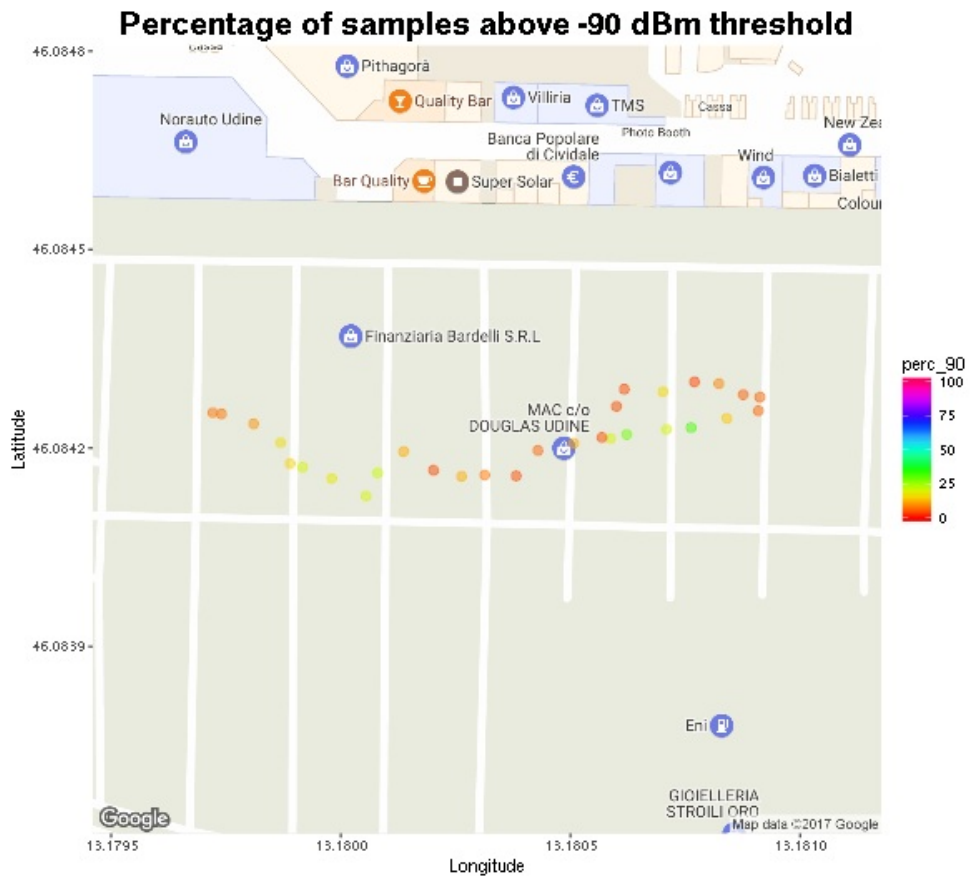 Percentage of samples above -90 dBm threshold
46.0848
Cassa
Pithagorà
Quality Bar
Villiria
TMS
Cassa
Norauto Udine
Photo Booth
New Zea
Banca Popolare
di Cividale
Wind
Bar Quality
Super Solar
Bialetti
Colour
46.0845
Finanziaria Bardelli S.R.L
perc_90
100
75
50
25
0
MAC c/o
DOUGLAS UDINE
Latitude
46.0842
46.0839
Eni
GIOIELLERIA
STROILI ORO
Google
Map data ©2017 Google
13.1795
13.1800
13.1805
13.1810
Longitude